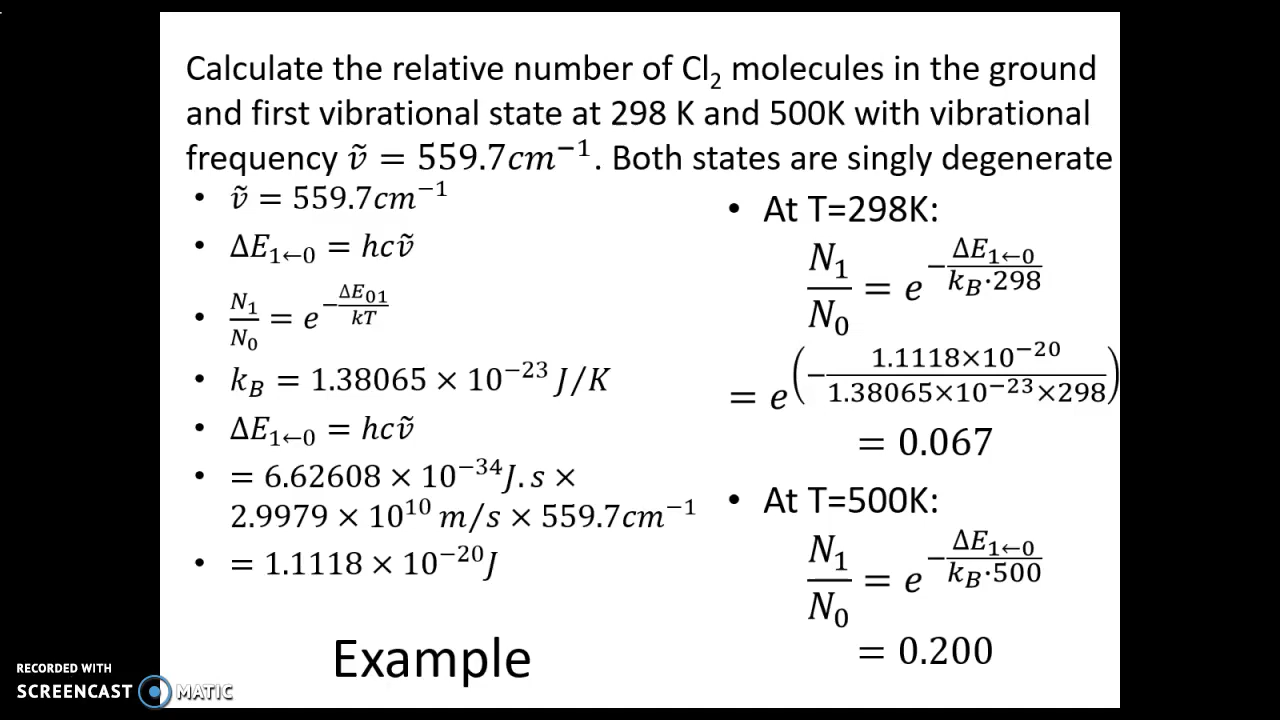 Calculate the relative number of Cl₂ molecules in the ground
and first vibrational state at 298 K and 500K with vibrational
frequency ṽ = 559.7cm⁻¹. Both states are singly degenerate
• ṽ = 559.7cm⁻¹
• ΔE₁←₀ = hcṽ
• N₁/N₀ = e^(−ΔE₀₁/kT)
• k_B = 1.38065 × 10⁻²³ J/K
• ΔE₁←₀ = hcṽ
• = 6.62608 × 10⁻³⁴J.s ×
2.9979 × 10¹⁰ m/s × 559.7cm⁻¹
• = 1.1118 × 10⁻²⁰J
Example
• At T=298K:
N₁/N₀ = e^(−ΔE₁←₀/k_B·298)
= e^(−1.1118×10⁻²⁰/1.38065×10⁻²³×298)
= 0.067
• At T=500K:
N₁/N₀ = e^(−ΔE₁←₀/k_B·500)
= 0.200
RECORDED WITH
SCREENCAST MATIC